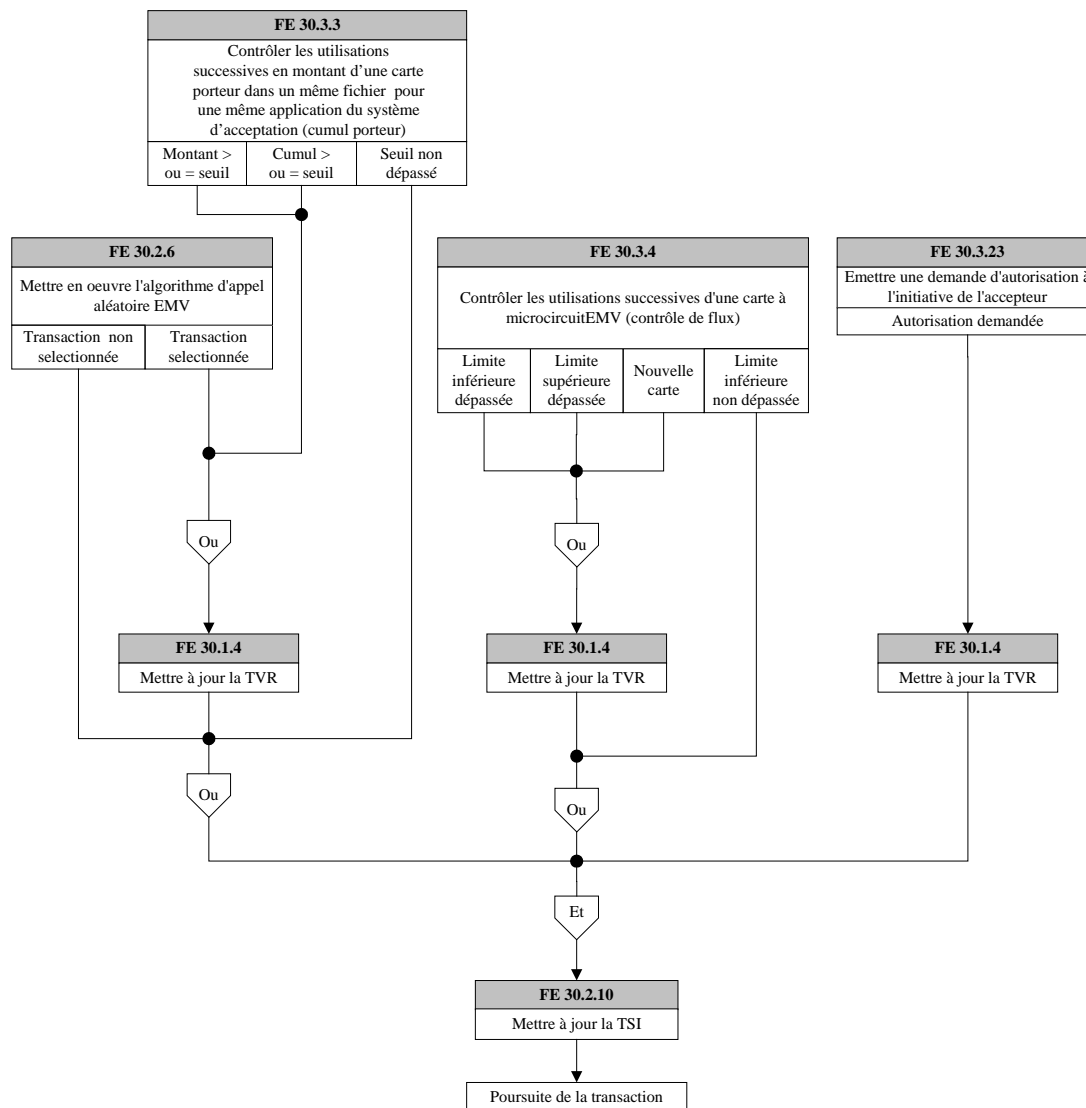 FE 30.3.3
Contrôler les utilisations
successives en montant d’une carte
porteur dans un même fichier pour
une même application du système
d’acceptation (cumul porteur)
Montant >
ou = seuil
Cumul >
ou = seuil
Seuil non
dépassé
FE 30.2.6
Mettre en oeuvre l'algorithme d'appel
aléatoire EMV
Transaction non
selectionnée
Transaction
selectionnée
FE 30.3.4
Contrôler les utilisations successives d'une carte à
microcircuitEMV (contrôle de flux)
Limite
inférieure
dépassée
Limite
supérieure
dépassée
Nouvelle
carte
Limite
inférieure
non dépassée
FE 30.3.23
Emettre une demande d'autorisation à
l'initiative de l'accepteur
Autorisation demandée
Ou
Ou
FE 30.1.4
Mettre à jour la TVR
FE 30.1.4
Mettre à jour la TVR
FE 30.1.4
Mettre à jour la TVR
Ou
Ou
Et
FE 30.2.10
Mettre à jour la TSI
Poursuite de la transaction